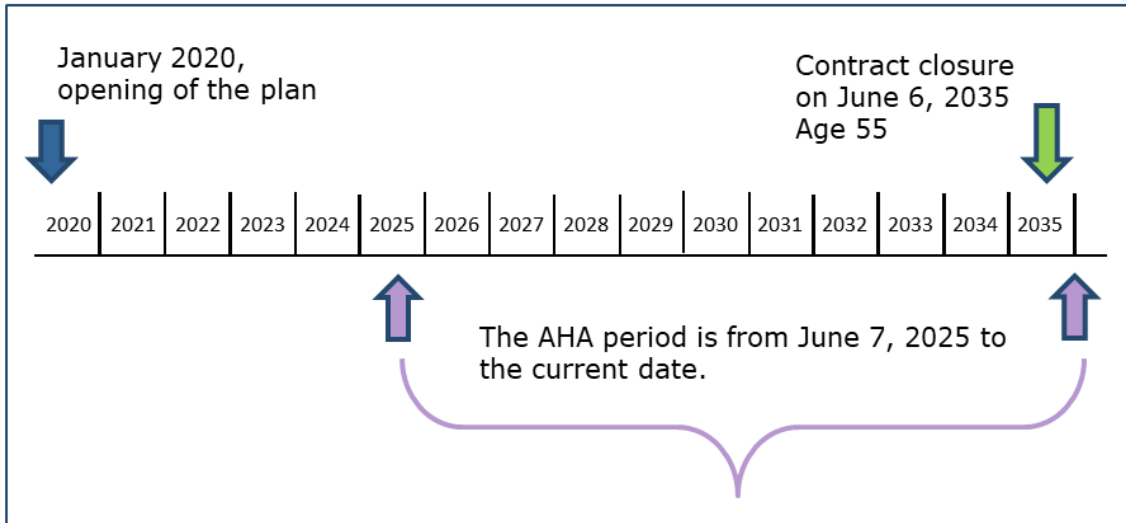 January 2020,
opening of the plan
Contract closure
on June 6, 2035
Age 55
2020 2021 2022 2023 2024 2025 2026 2027 2028 2029 2030 2031 2032 2033 2034 2035
The AHA period is from June 7, 2025 to
the current date.